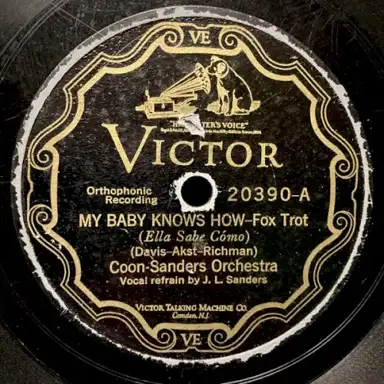 VE
"HIS MASTER'S VOICE"
VICTOR
Orthophonic
Recording
20390-A
MY BABY KNOWS HOW–Fox Trot
(Ella Sabe Cómo)
(Davis-Akst-Richman)
Coon-Sanders Orchestra
Vocal refrain by J. L. Sanders
VICTOR TALKING MACHINE CO.
Camden, N.J.
VE